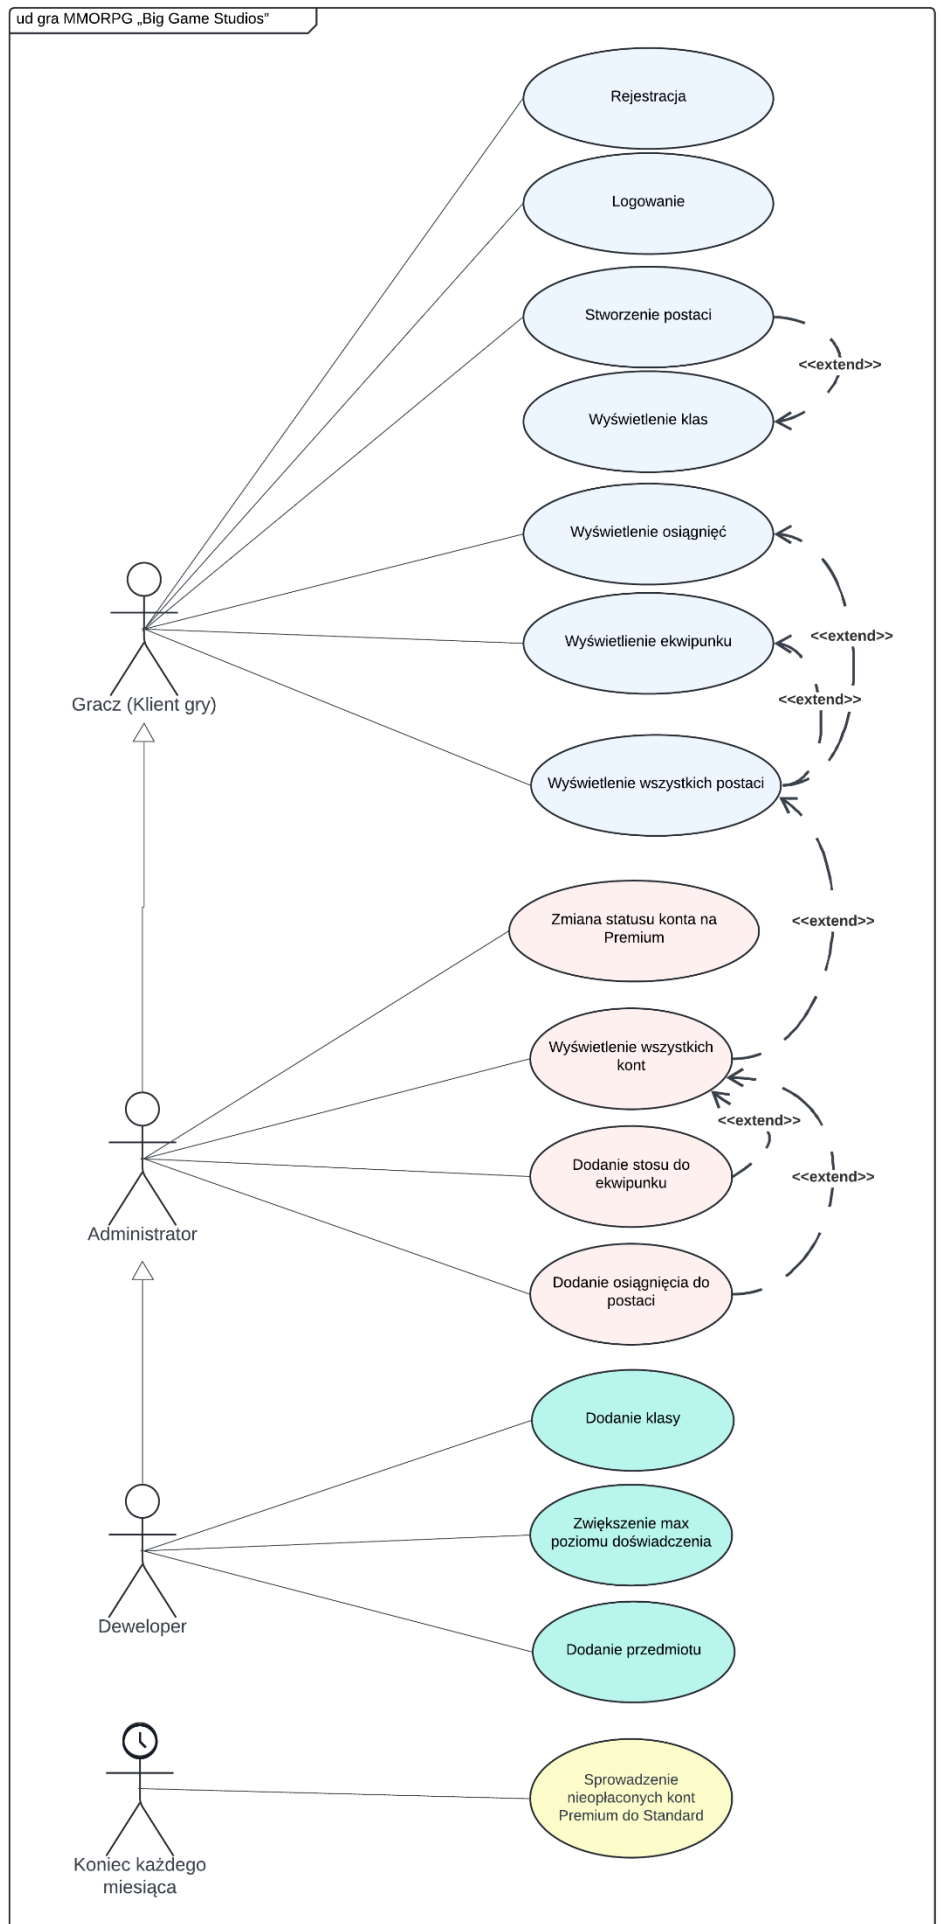 ud gra MMORPG „Big Game Studios”
Rejestracja
Logowanie
Stworzenie postaci
<<extend>>
Wyświetlenie klas
Wyświetlenie osiągnięć
<<extend>>
Wyświetlienie ekwipunku
<<extend>>
Gracz (Klient gry)
Wyświetlenie wszystkich postaci
Zmiana statusu konta na
Premium
<<extend>>
Wyświetlenie wszystkich
kont
<<extend>>
Dodanie stosu do
ekwipunku
<<extend>>
Administrator
Dodanie osiągnięcia do
postaci
Dodanie klasy
Zwiększenie max
poziomu doświadczenia
Deweloper
Dodanie przedmiotu
Sprowadzenie
nieopłaconych kont
Premium do Standard
Koniec każdego
miesiąca